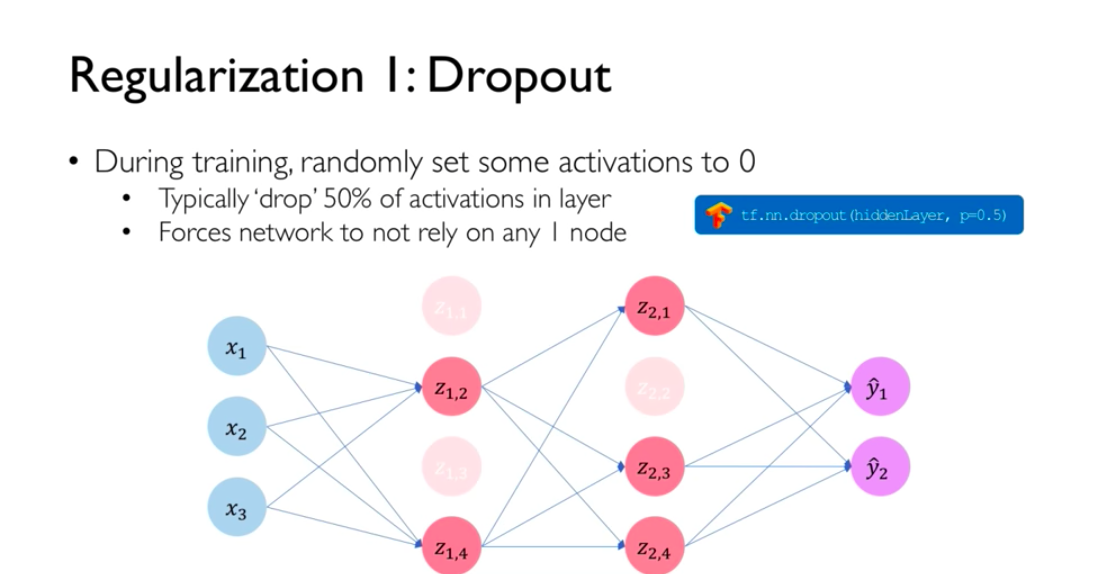 Regularization 1: Dropout
• During training, randomly set some activations to 0
• Typically ‘drop’ 50% of activations in layer
• Forces network to not rely on any 1 node
tf.nn.dropout(hiddenLayer, p=0.5)
z₁,₁
z₂,₁
x₁
z₁,₂
z₂,₂
ŷ₁
x₂
z₁,₃
z₂,₃
ŷ₂
x₃
z₁,₄
z₂,₄